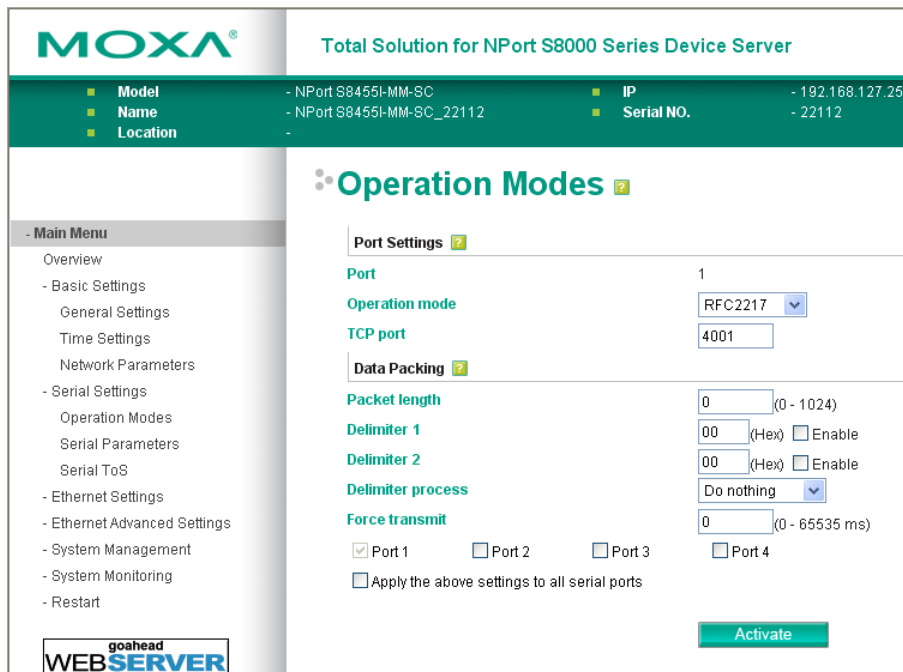 MOXA®
Total Solution for NPort S8000 Series Device Server
Model - NPort S8455I-MM-SC IP - 192.168.127.25
Name - NPort S8455I-MM-SC_22112 Serial NO. - 22112
Location -
Operation Modes ?
- Main Menu
Overview
- Basic Settings
General Settings
Time Settings
Network Parameters
- Serial Settings
Operation Modes
Serial Parameters
Serial ToS
- Ethernet Settings
- Ethernet Advanced Settings
- System Management
- System Monitoring
- Restart
goahead
WEBSERVER
Port Settings ?
Port 1
Operation mode RFC2217
TCP port 4001
Data Packing ?
Packet length 0 (0 - 1024)
Delimiter 1 00 (Hex) Enable
Delimiter 2 00 (Hex) Enable
Delimiter process Do nothing
Force transmit 0 (0 - 65535 ms)
Port 1 Port 2 Port 3 Port 4
Apply the above settings to all serial ports
Activate